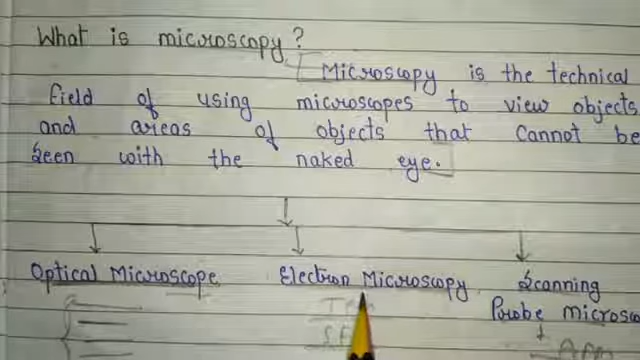 What is microscopy?
Microscopy is the technical
field of using microscopes to view objects
and areas of objects that cannot be
seen with the naked eye.
Optical Microscope Electron Microscopy Scanning
Probe microsco